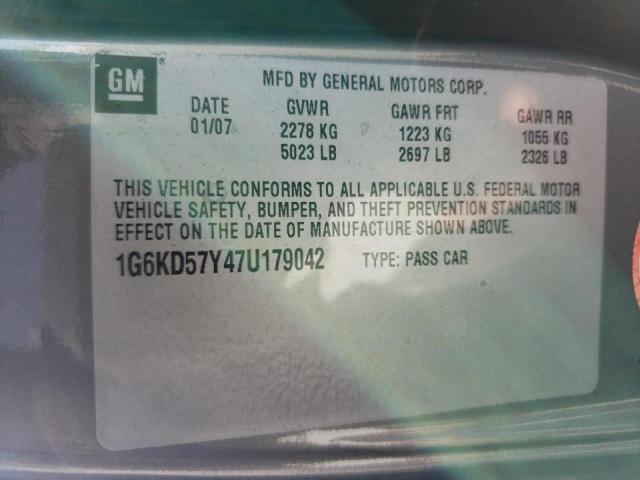 GM
MFD BY GENERAL MOTORS CORP.
DATE GVWR GAWR FRT GAWR RR
01/07 2278 KG 1223 KG 1055 KG
5023 LB 2697 LB 2326 LB
THIS VEHICLE CONFORMS TO ALL APPLICABLE U.S. FEDERAL MOTOR
VEHICLE SAFETY, BUMPER, AND THEFT PREVENTION STANDARDS IN
EFFECT ON THE DATE OF MANUFACTURE SHOWN ABOVE.
1G6KD57Y47U179042 TYPE: PASS CAR